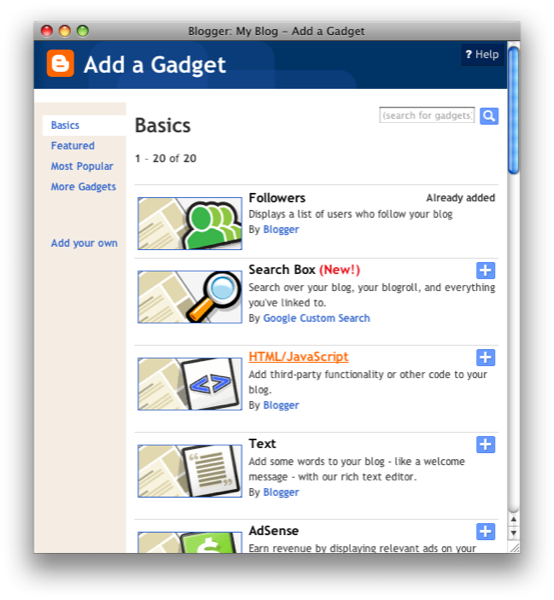 Blogger: My Blog – Add a Gadget
Add a Gadget
? Help
Basics
Featured
Most Popular
More Gadgets
Add your own
Basics
(search for gadgets)
1 - 20 of 20
Followers
Already added
Displays a list of users who follow your blog
By Blogger
Search Box (New!)
Search over your blog, your blogroll, and everything
you've linked to.
By Google Custom Search
HTML/JavaScript
Add third-party functionality or other code to your
blog.
By Blogger
Text
Add some words to your blog - like a welcome
message - with our rich text editor.
By Blogger
AdSense
Earn revenue by displaying relevant ads on your